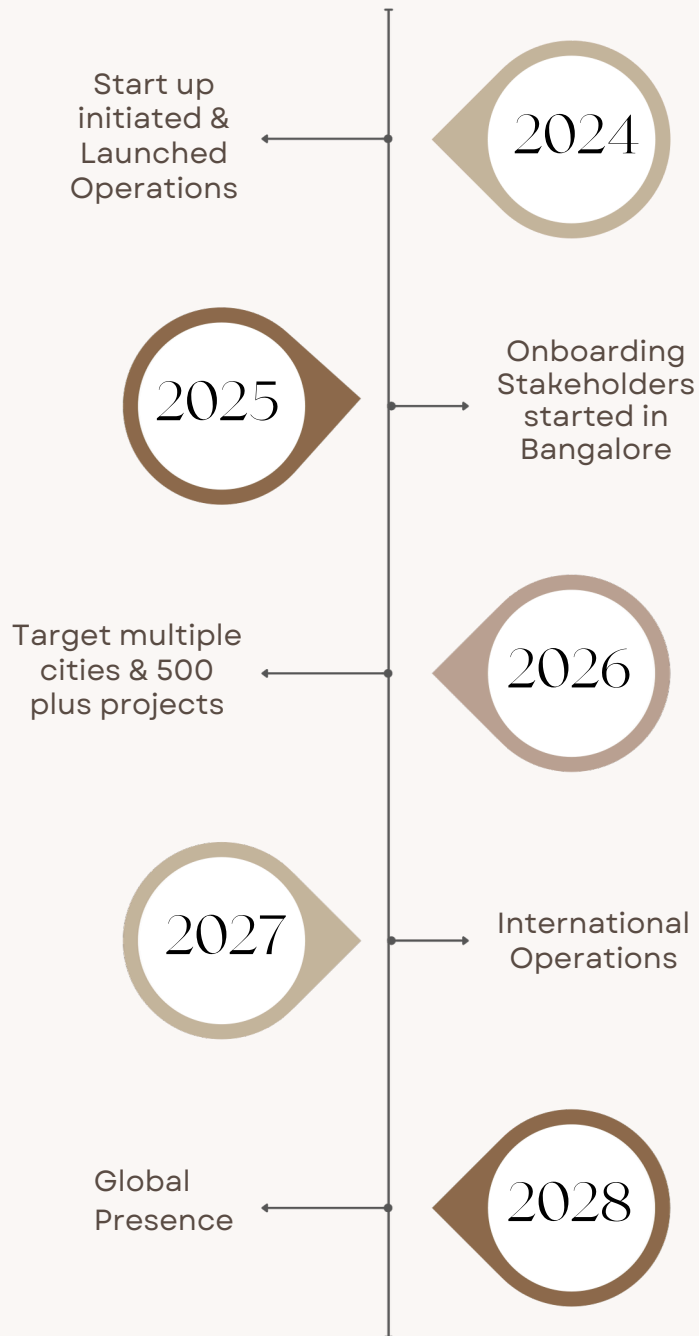 Start up
initiated &
Launched
Operations
2024
2025
Onboarding
Stakeholders
started in
Bangalore
Target multiple
cities & 500
plus projects
2026
2027
International
Operations
Global
Presence
2028